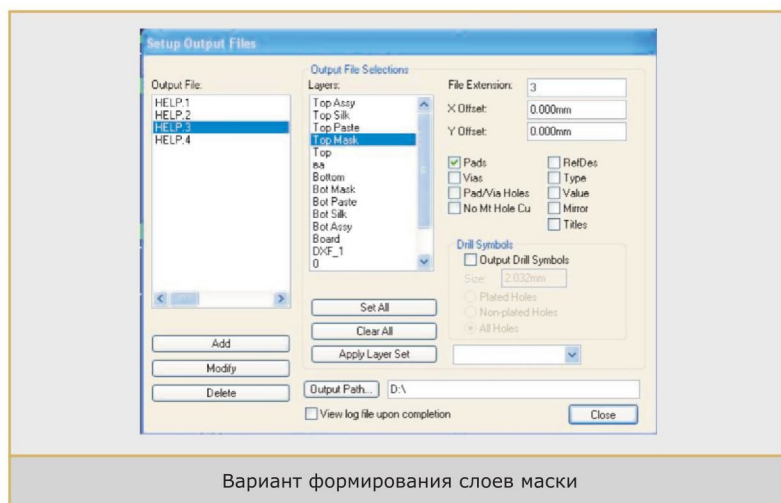 Setup Output Files
Output File:
HELP.1
HELP.2
HELP.3
HELP.4
Add
Modify
Delete
Output File Selections
Layers:
Top Assy
Top Silk
Top Paste
Top Mask
Top
вв
Bottom
Bot Mask
Bot Paste
Bot Silk
Bot Assy
Board
DXF_1
0
Set All
Clear All
Apply Layer Set
File Extension: 3
X Offset: 0.000mm
Y Offset: 0.000mm
Pads
Vias
Pad/Via Holes
No Mt Hole Cu
RefDes
Type
Value
Mirror
Titles
Drill Symbols
Output Drill Symbols
Size: 2.032mm
Plated Holes
Non-plated Holes
All Holes
Output Path... D:\
View log file upon completion
Close
Вариант формирования слоев маски